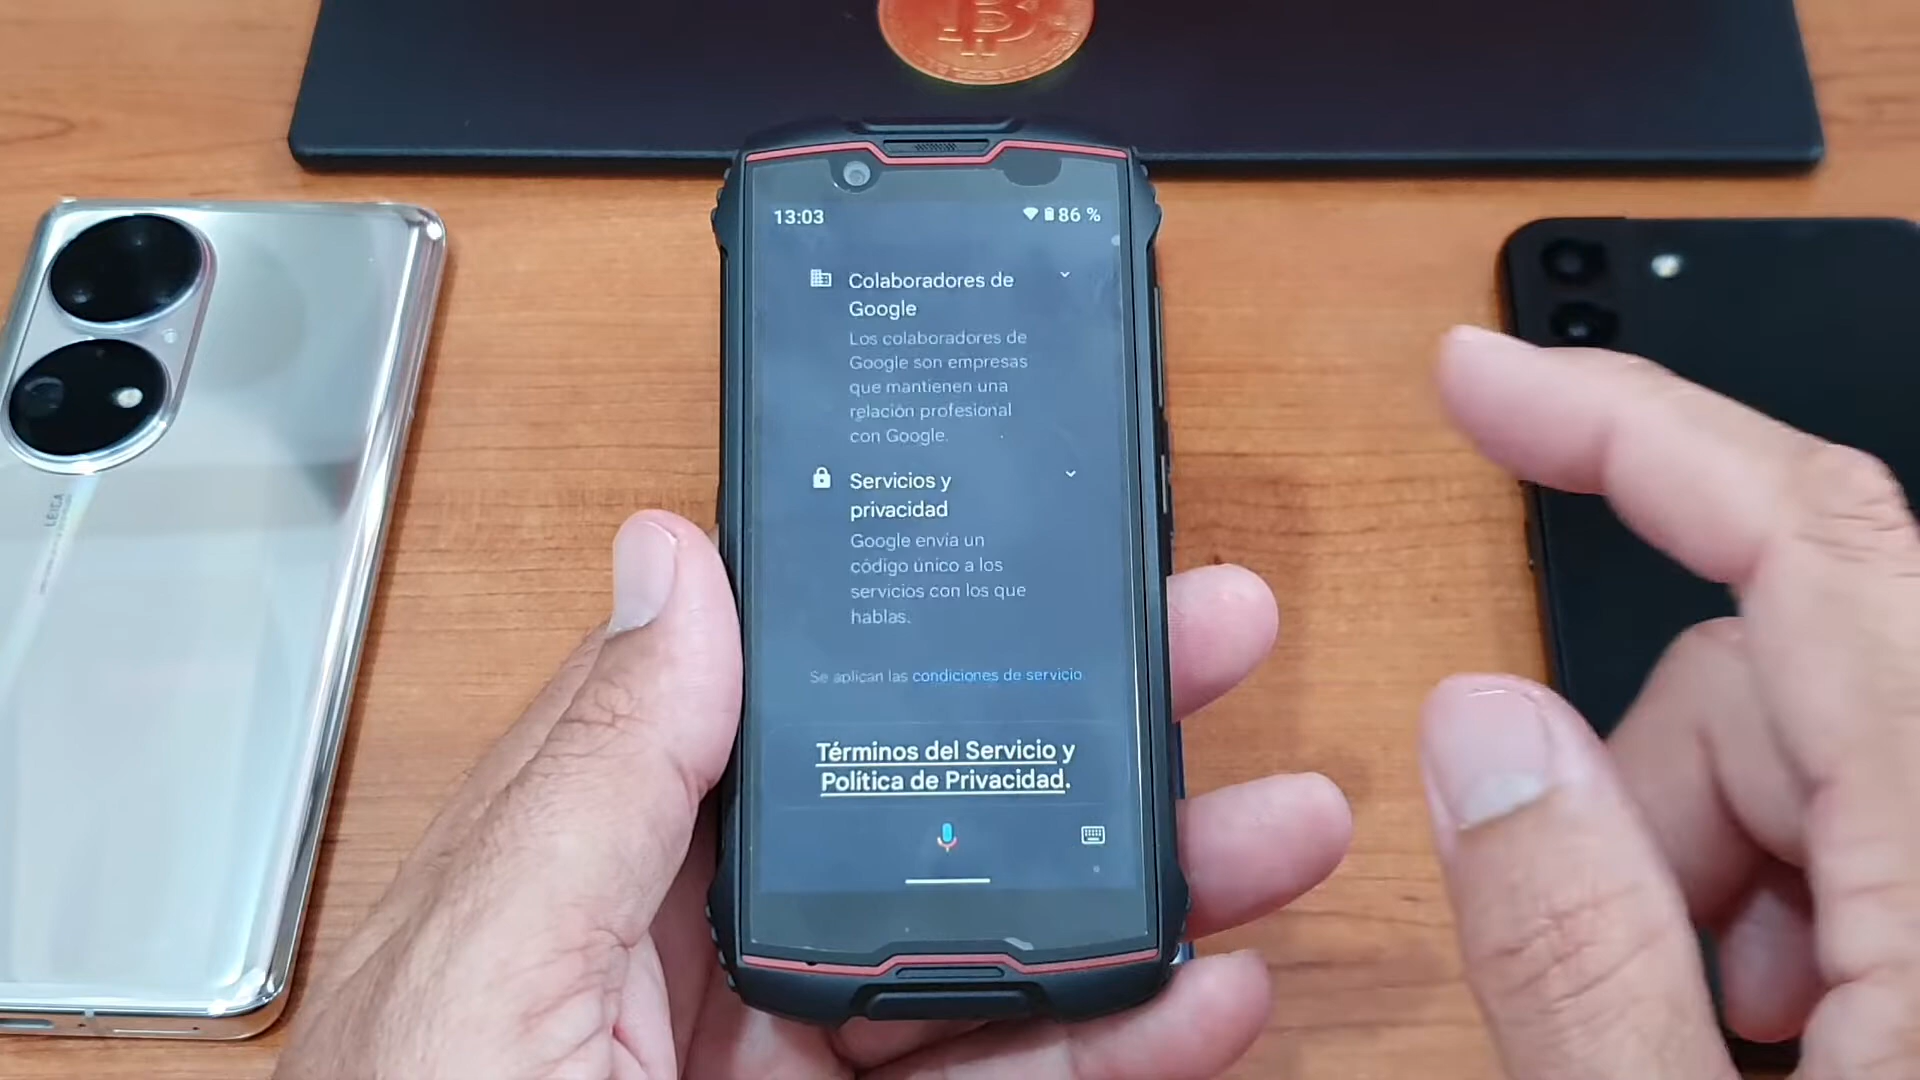 13:03
86 %
Colaboradores de
Google
Los colaboradores de
Google son empresas
que mantienen una
relación profesional
con Google.
Servicios y
privacidad
Google envía un
código único a los
servicios con los que
hablas.
Se aplican las condiciones de servicio
Términos del Servicio y
Política de Privacidad.
LEICA